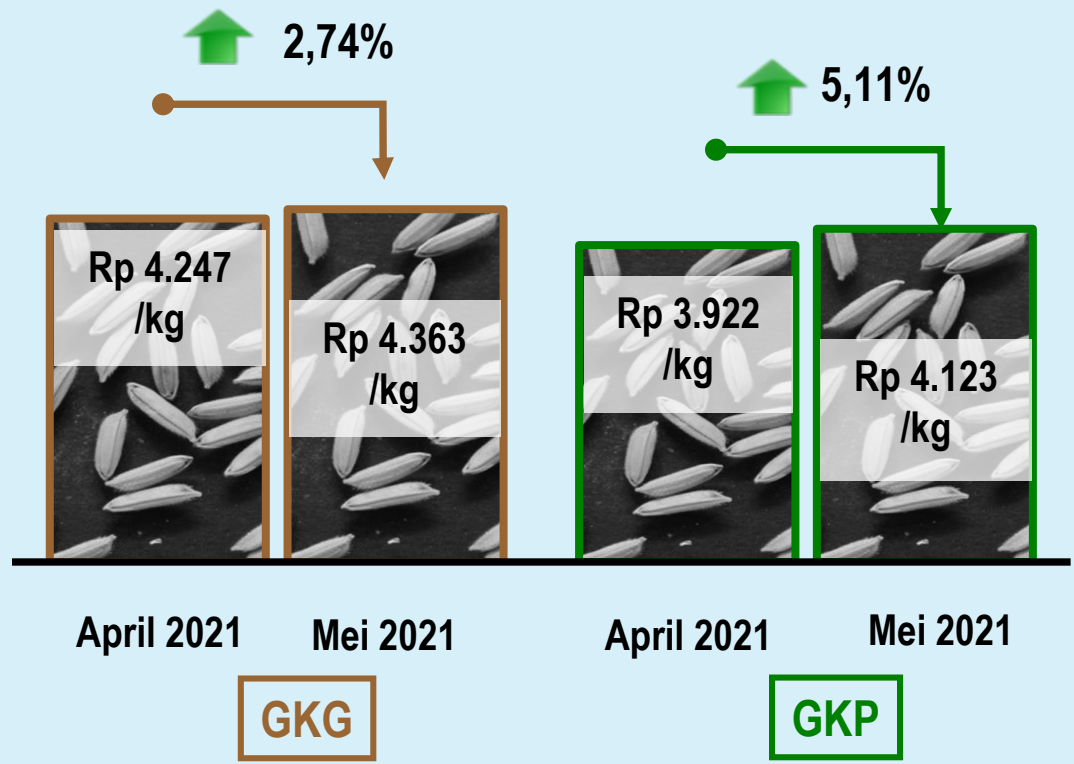 2,74%
5,11%
Rp 4.247
/kg
Rp 4.363
/kg
Rp 3.922
/kg
Rp 4.123
/kg
April 2021
Mei 2021
April 2021
Mei 2021
GKG
GKP